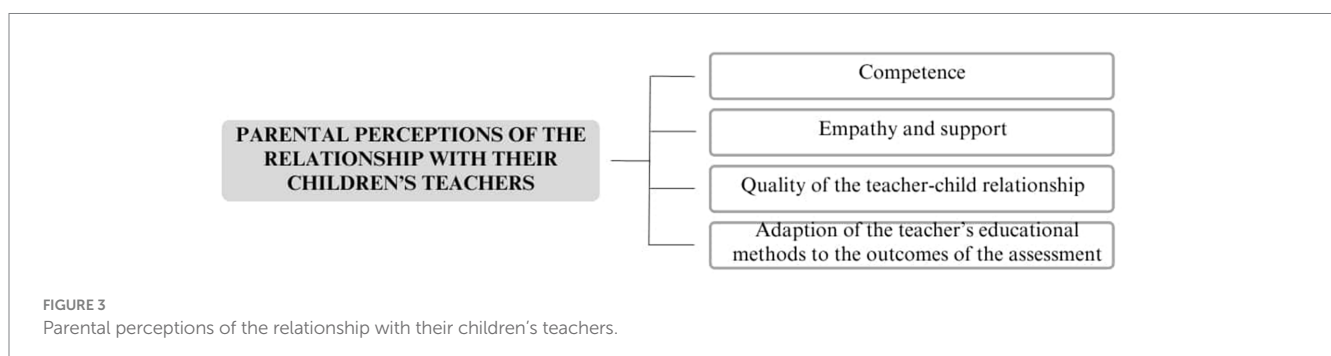 PARENTAL PERCEPTIONS OF THE
RELATIONSHIP WITH THEIR
CHILDREN’S TEACHERS
Competence
Empathy and support
Quality of the teacher-child relationship
Adaption of the teacher’s educational
methods to the outcomes of the assessment
FIGURE 3
Parental perceptions of the relationship with their children’s teachers.